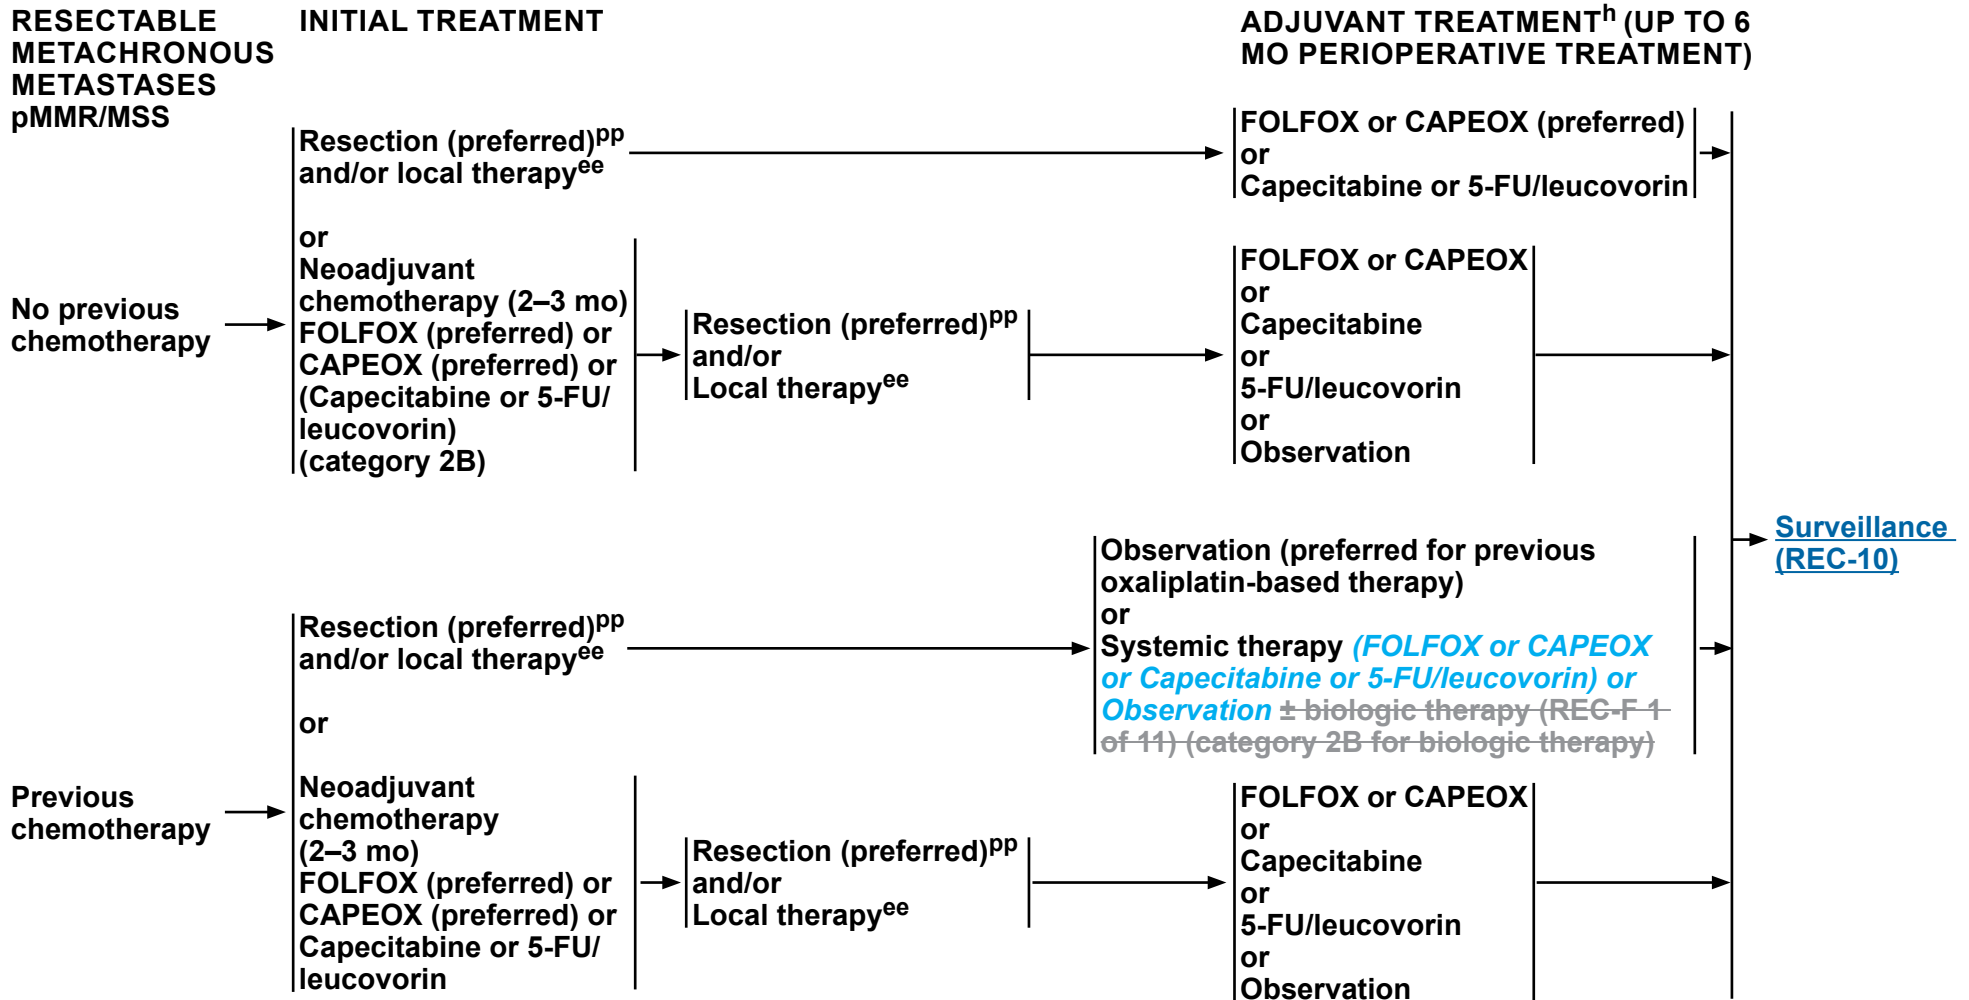 RESECTABLE
METACHRONOUS
METASTASES
pMMR/MSS
INITIAL TREATMENT
ADJUVANT TREATMENTh (UP TO 6
MO PERIOPERATIVE TREATMENT)
No previous
chemotherapy
Resection (preferred)pp
and/or local therapyee
FOLFOX or CAPEOX (preferred)
or
Capecitabine or 5-FU/leucovorin
or
Neoadjuvant
chemotherapy (2–3 mo)
FOLFOX (preferred) or
CAPEOX (preferred) or
(Capecitabine or 5-FU/
leucovorin)
(category 2B)
Resection (preferred)pp
and/or
Local therapyee
FOLFOX or CAPEOX
or
Capecitabine
or
5-FU/leucovorin
or
Observation
Previous
chemotherapy
Resection (preferred)pp
and/or local therapyee
Observation (preferred for previous
oxaliplatin-based therapy)
or
Systemic therapy (FOLFOX or CAPEOX
or Capecitabine or 5-FU/leucovorin) or
Observation ± biologic therapy (REC-F 1
of 11) (category 2B for biologic therapy)
or
Neoadjuvant
chemotherapy
(2–3 mo)
FOLFOX (preferred) or
CAPEOX (preferred) or
Capecitabine or 5-FU/
leucovorin
Resection (preferred)pp
and/or
Local therapyee
FOLFOX or CAPEOX
or
Capecitabine
or
5-FU/leucovorin
or
Observation
Surveillance
(REC-10)